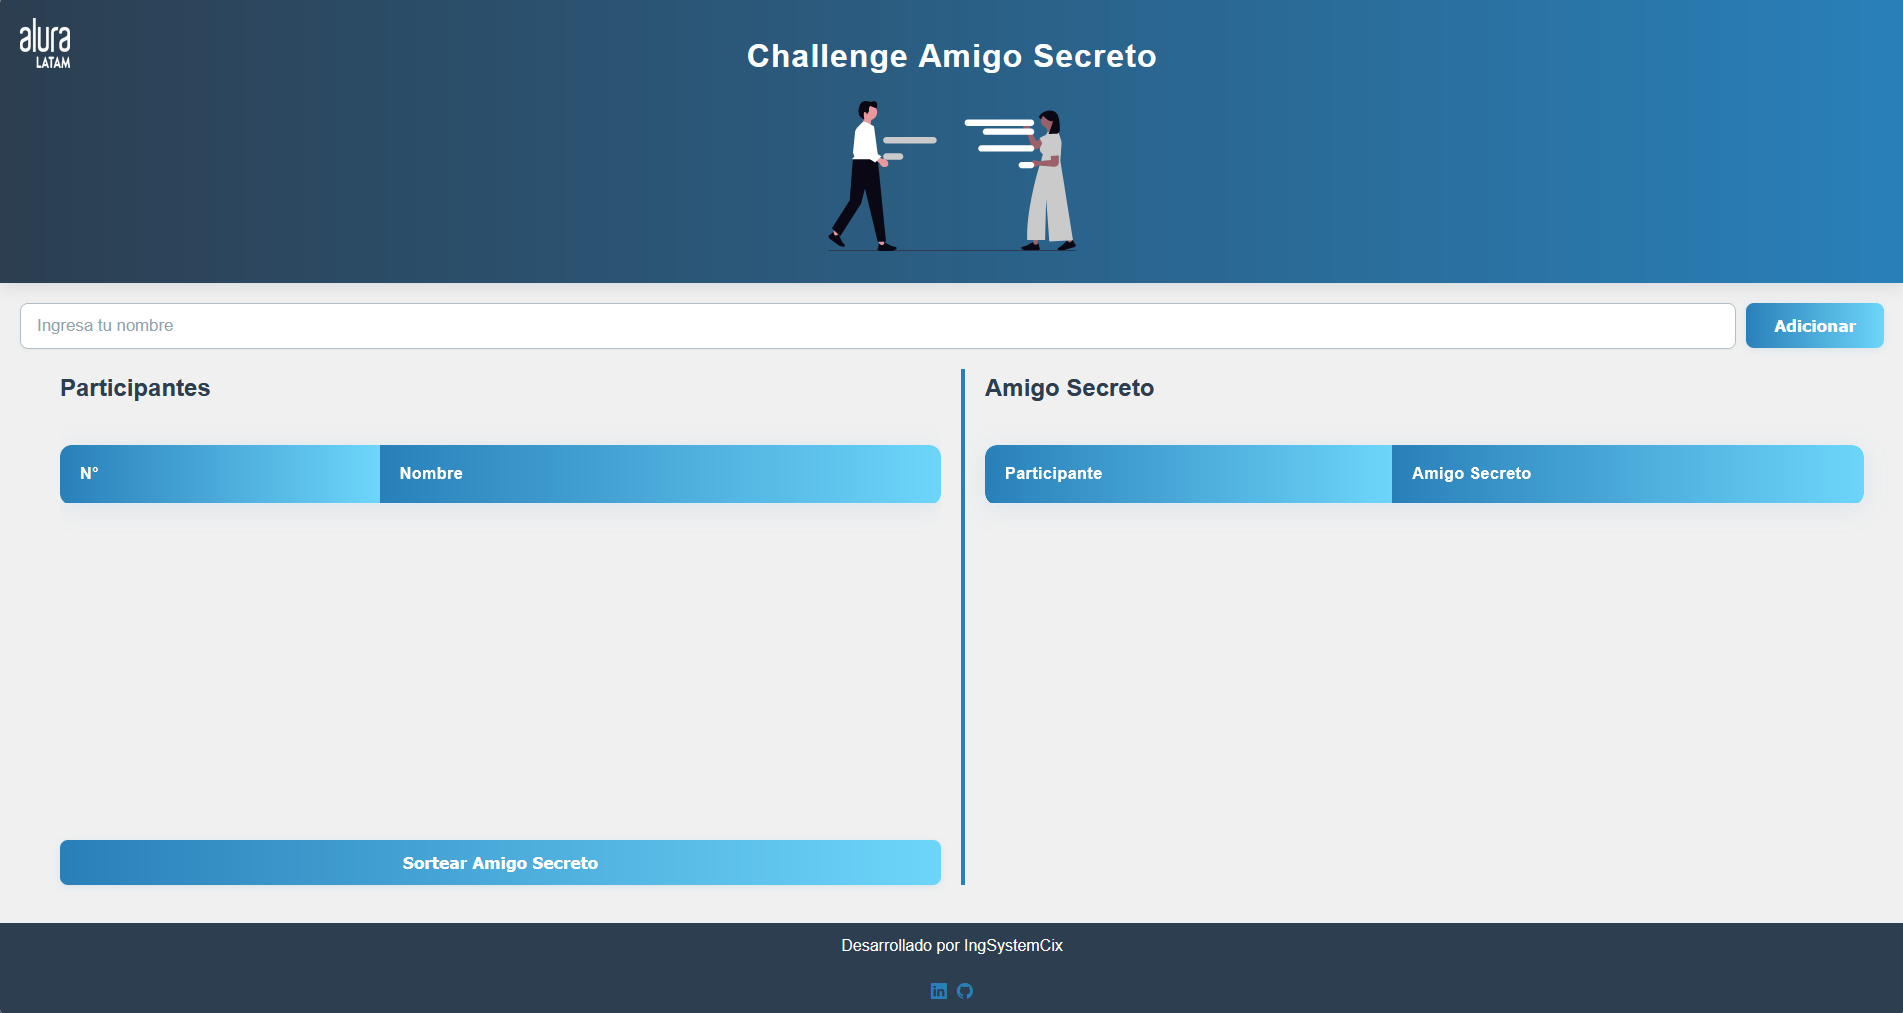 alura
LATAM
Challenge Amigo Secreto
Ingresa tu nombre
Adicionar
Participantes
Amigo Secreto
N° Nombre
Participante Amigo Secreto
Sortear Amigo Secreto
Desarrollado por IngSystemCix
in